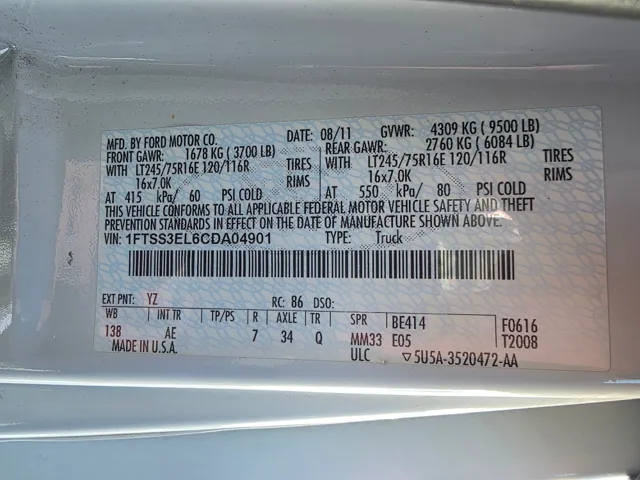 MFD. BY FORD MOTOR CO. DATE: 08/11 GVWR: 4309 KG ( 9500 LB)
FRONT GAWR: 1678 KG ( 3700 LB) REAR GAWR: 2760 KG ( 6084 LB)
WITH LT245/75R16E 120/116R TIRES WITH LT245/75R16E 120/116R TIRES
16x7.0K RIMS 16x7.0K RIMS
AT 415 kPa/ 60 PSI COLD AT 550 kPa/ 80 PSI COLD
THIS VEHICLE CONFORMS TO ALL APPLICABLE FEDERAL MOTOR VEHICLE SAFETY AND THEFT
PREVENTION STANDARDS IN EFFECT ON THE DATE OF MANUFACTURE SHOWN ABOVE.
VIN: 1FTSS3EL6CDA04901 TYPE: Truck
EXT PNT: YZ RC: 86 DSO:
WB INT TR TP/PS R AXLE TR SPR BE414 F0616
138 AE 7 34 Q MM33 E05 T2008
MADE IN U.S.A. ULC ▽5U5A-3520472-AA